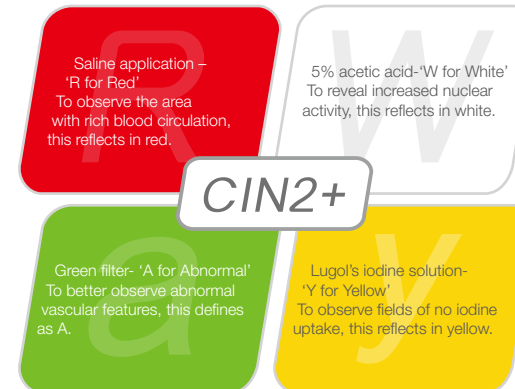 R
Saline application –
‘R for Red’
To observe the area
with rich blood circulation,
this reflects in red.
W
5% acetic acid-‘W for White’
To reveal increased nuclear
activity, this reflects in white.
CIN2+
a
Green filter- ‘A for Abnormal’
To better observe abnormal
vascular features, this defines
as A.
y
Lugol’s iodine solution-
‘Y for Yellow’
To observe fields of no iodine
uptake, this reflects in yellow.